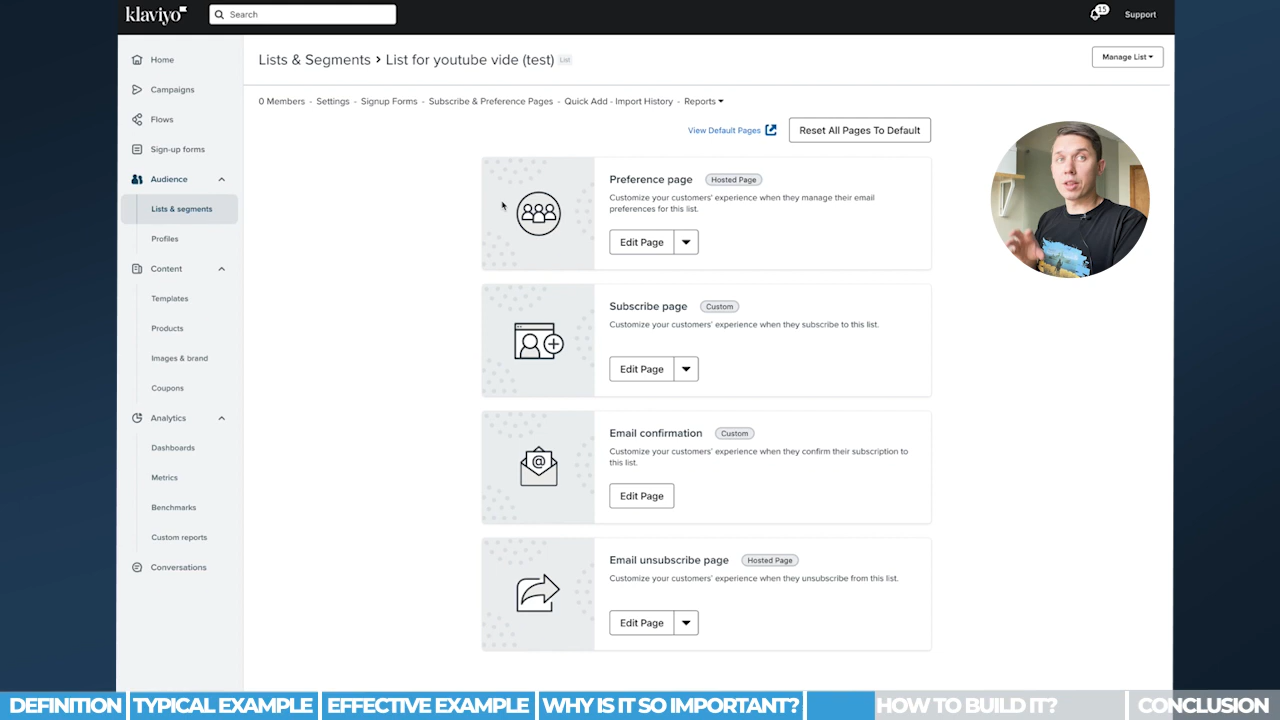 klaviyo
Search
15
Support
Home
Campaigns
Flows
Sign-up forms
Audience
Lists & segments
Profiles
Content
Templates
Products
Images & brand
Coupons
Analytics
Dashboards
Metrics
Benchmarks
Custom reports
Conversations
Lists & Segments › List for youtube vide (test) List
Manage List
0 Members - Settings - Signup Forms - Subscribe & Preference Pages - Quick Add - Import History - Reports
View Default Pages
Reset All Pages To Default
Preference page Hosted Page
Customize your customers' experience when they manage their email
preferences for this list.
Edit Page
Subscribe page Custom
Customize your customers' experience when they subscribe to this list.
Edit Page
Email confirmation Custom
Customize your customers' experience when they confirm their subscription to
this list.
Edit Page
Email unsubscribe page Hosted Page
Customize your customers' experience when they unsubscribe from this list.
Edit Page
DEFINITION TYPICAL EXAMPLE EFFECTIVE EXAMPLE WHY IS IT SO IMPORTANT? HOW TO BUILD IT? CONCLUSION